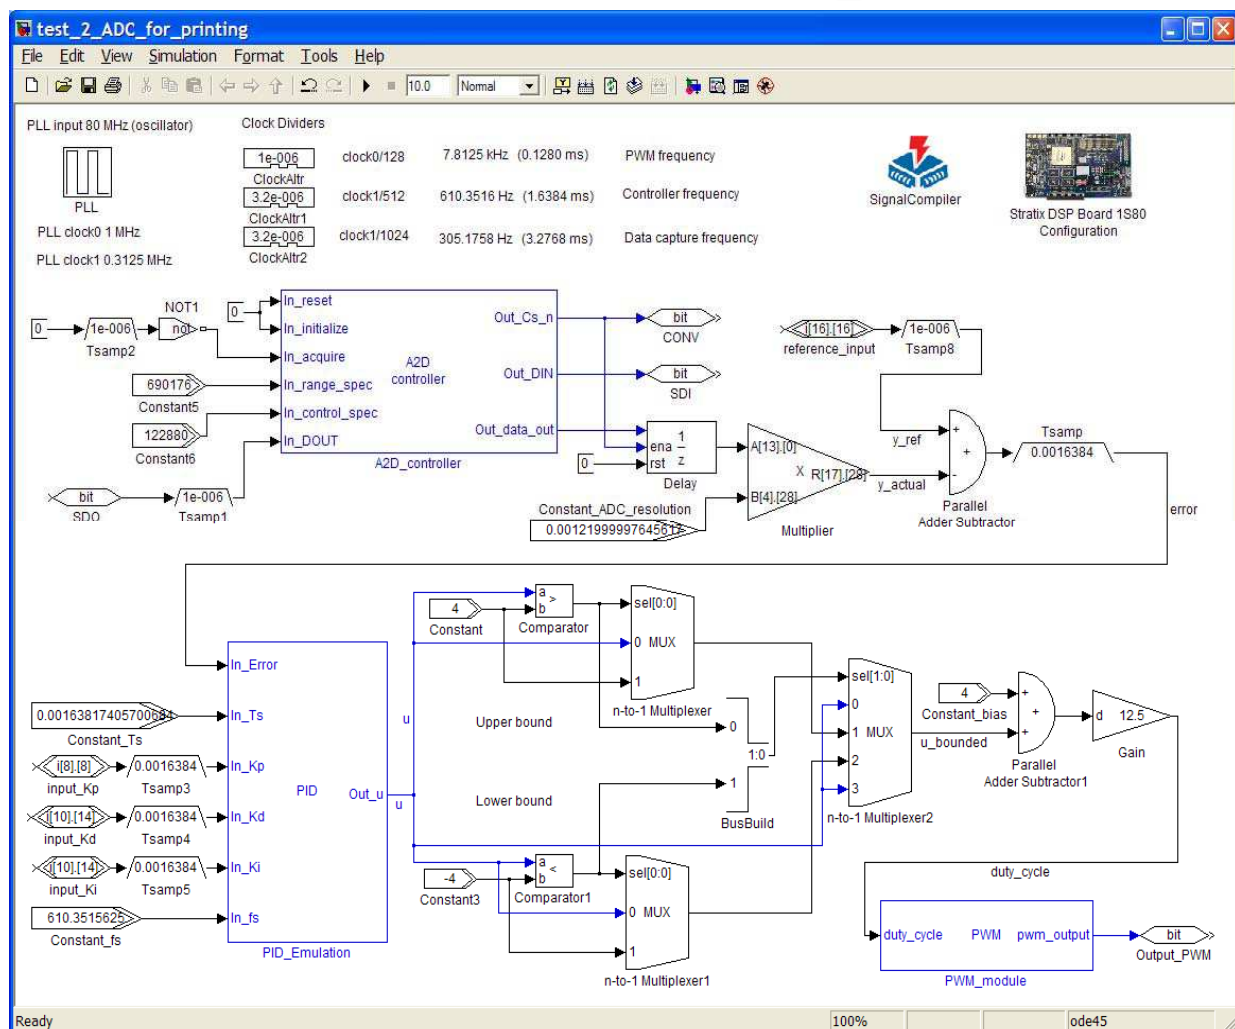 test_2_ADC_for_printing
File Edit View Simulation Format Tools Help
10.0 Normal
PLL input 80 MHz (oscillator)
Clock Dividers
PLL
PLL clock0 1 MHz
PLL clock1 0.3125 MHz
1e-006 clock0/128 7.8125 kHz (0.1280 ms) PWM frequency
ClockAltr
3.2e-006 clock1/512 610.3516 Hz (1.6384 ms) Controller frequency
ClockAltr1
3.2e-006 clock1/1024 305.1758 Hz (3.2768 ms) Data capture frequency
ClockAltr2
SignalCompiler
Stratix DSP Board 1S80
Configuration
0
1e-006
Tsamp2
NOT1
not
0
690176
Constant5
122880
Constant6
bit
SDO
1e-006
Tsamp1
In_reset
In_initialize
In_acquire
In_range_spec
In_control_spec
In_DOUT
A2D
controller
Out_Cs_n
Out_DIN
Out_data_out
A2D_controller
bit
CONV
bit
SDI
ena
rst
1
z
0
Delay
Constant_ADC_resolution
0.00121999997645617
A[13].[0]
B[4].[28]
X
R[17].[28]
Multiplier
i[16].[16]
reference_input
1e-006
Tsamp8
y_ref
y_actual
+
+
-
Parallel
Adder Subtractor
Tsamp
0.0016384
error
0.00163817405700684
Constant_Ts
i[8].[8]
input_Kp
0.0016384
Tsamp3
i[10].[14]
input_Kd
0.0016384
Tsamp4
i[10].[14]
input_Ki
0.0016384
Tsamp5
610.3515625
Constant_fs
In_Error
In_Ts
In_Kp
In_Kd
In_Ki
In_fs
PID
Out_u
PID_Emulation
u
u
4
Constant
a
b
>
Comparator
sel[0:0]
0 MUX
1
n-to-1 Multiplexer
Upper bound
Lower bound
0
1
1:0
BusBuild
-4
Constant3
a
b
<
Comparator1
sel[0:0]
0 MUX
1
n-to-1 Multiplexer1
sel[1:0]
0
1 MUX
2
3
n-to-1 Multiplexer2
4
Constant_bias
u_bounded
+
+
+
Parallel
Adder Subtractor1
d 12.5
Gain
duty_cycle
duty_cycle PWM pwm_output
PWM_module
bit
Output_PWM
Ready 100% ode45